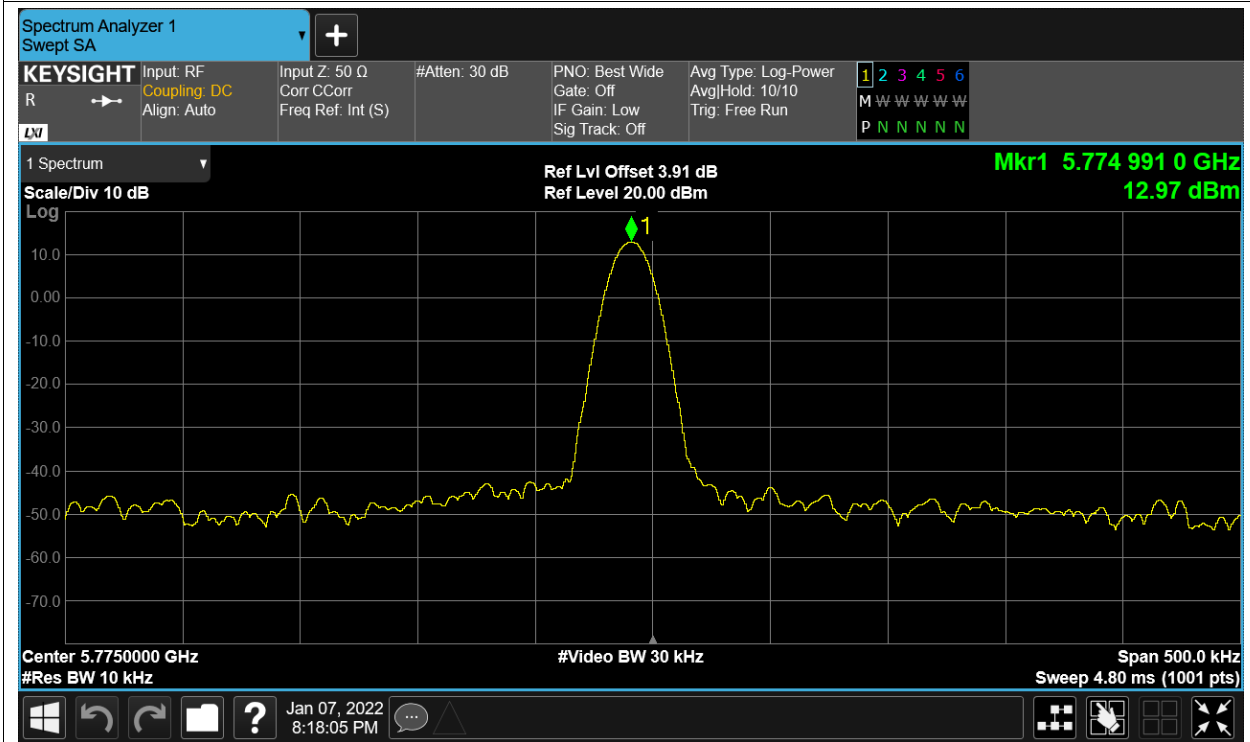 Spectrum Analyzer 1
Swept SA
+
KEYSIGHT
R
LXI
Input: RF
Coupling: DC
Align: Auto
Input Z: 50 Ω
Corr CCorr
Freq Ref: Int (S)
#Atten: 30 dB
PNO: Best Wide
Gate: Off
IF Gain: Low
Sig Track: Off
Avg Type: Log-Power
Avg|Hold: 10/10
Trig: Free Run
1 2 3 4 5 6
M W W W W W
P N N N N N
1 Spectrum
Scale/Div 10 dB
Log
Ref Lvl Offset 3.91 dB
Ref Level 20.00 dBm
Mkr1 5.774 991 0 GHz
12.97 dBm
1
10.0
0.00
-10.0
-20.0
-30.0
-40.0
-50.0
-60.0
-70.0
Center 5.7750000 GHz
#Video BW 30 kHz
Span 500.0 kHz
#Res BW 10 kHz
Sweep 4.80 ms (1001 pts)
?
Jan 07, 2022
8:18:05 PM